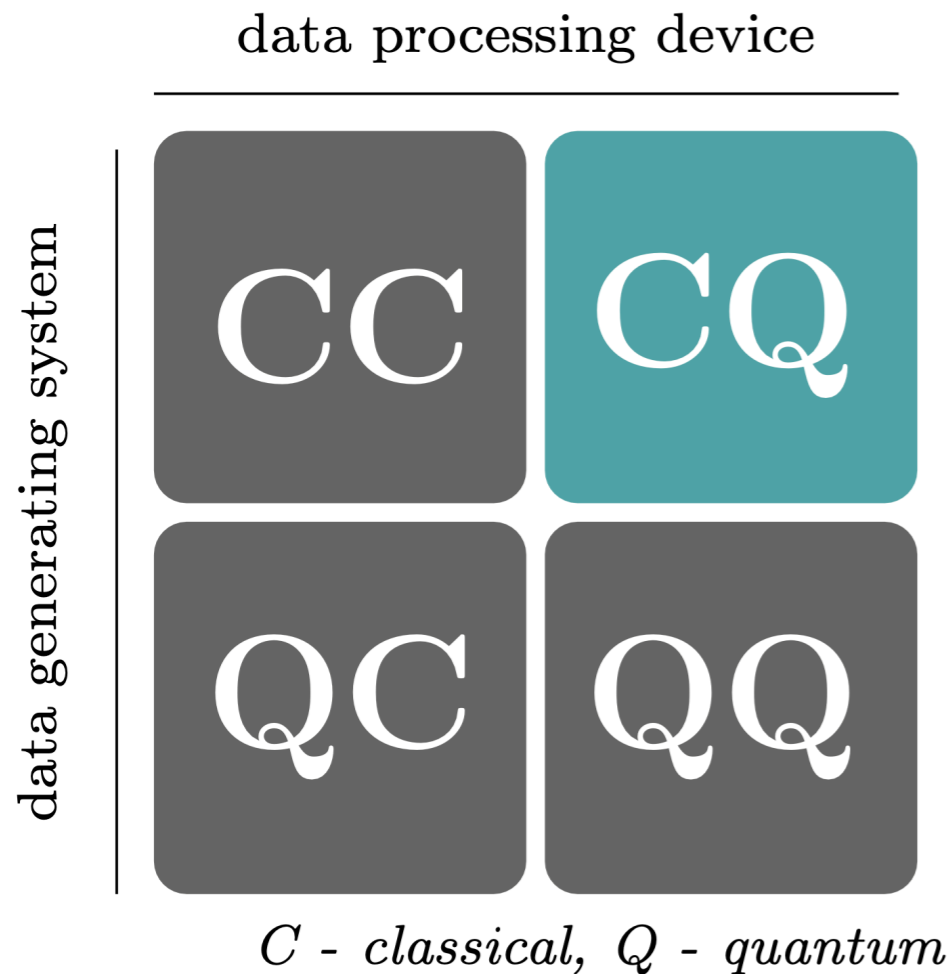 data processing device
data generating system
CC
CQ
QC
QQ
C - classical, Q - quantum